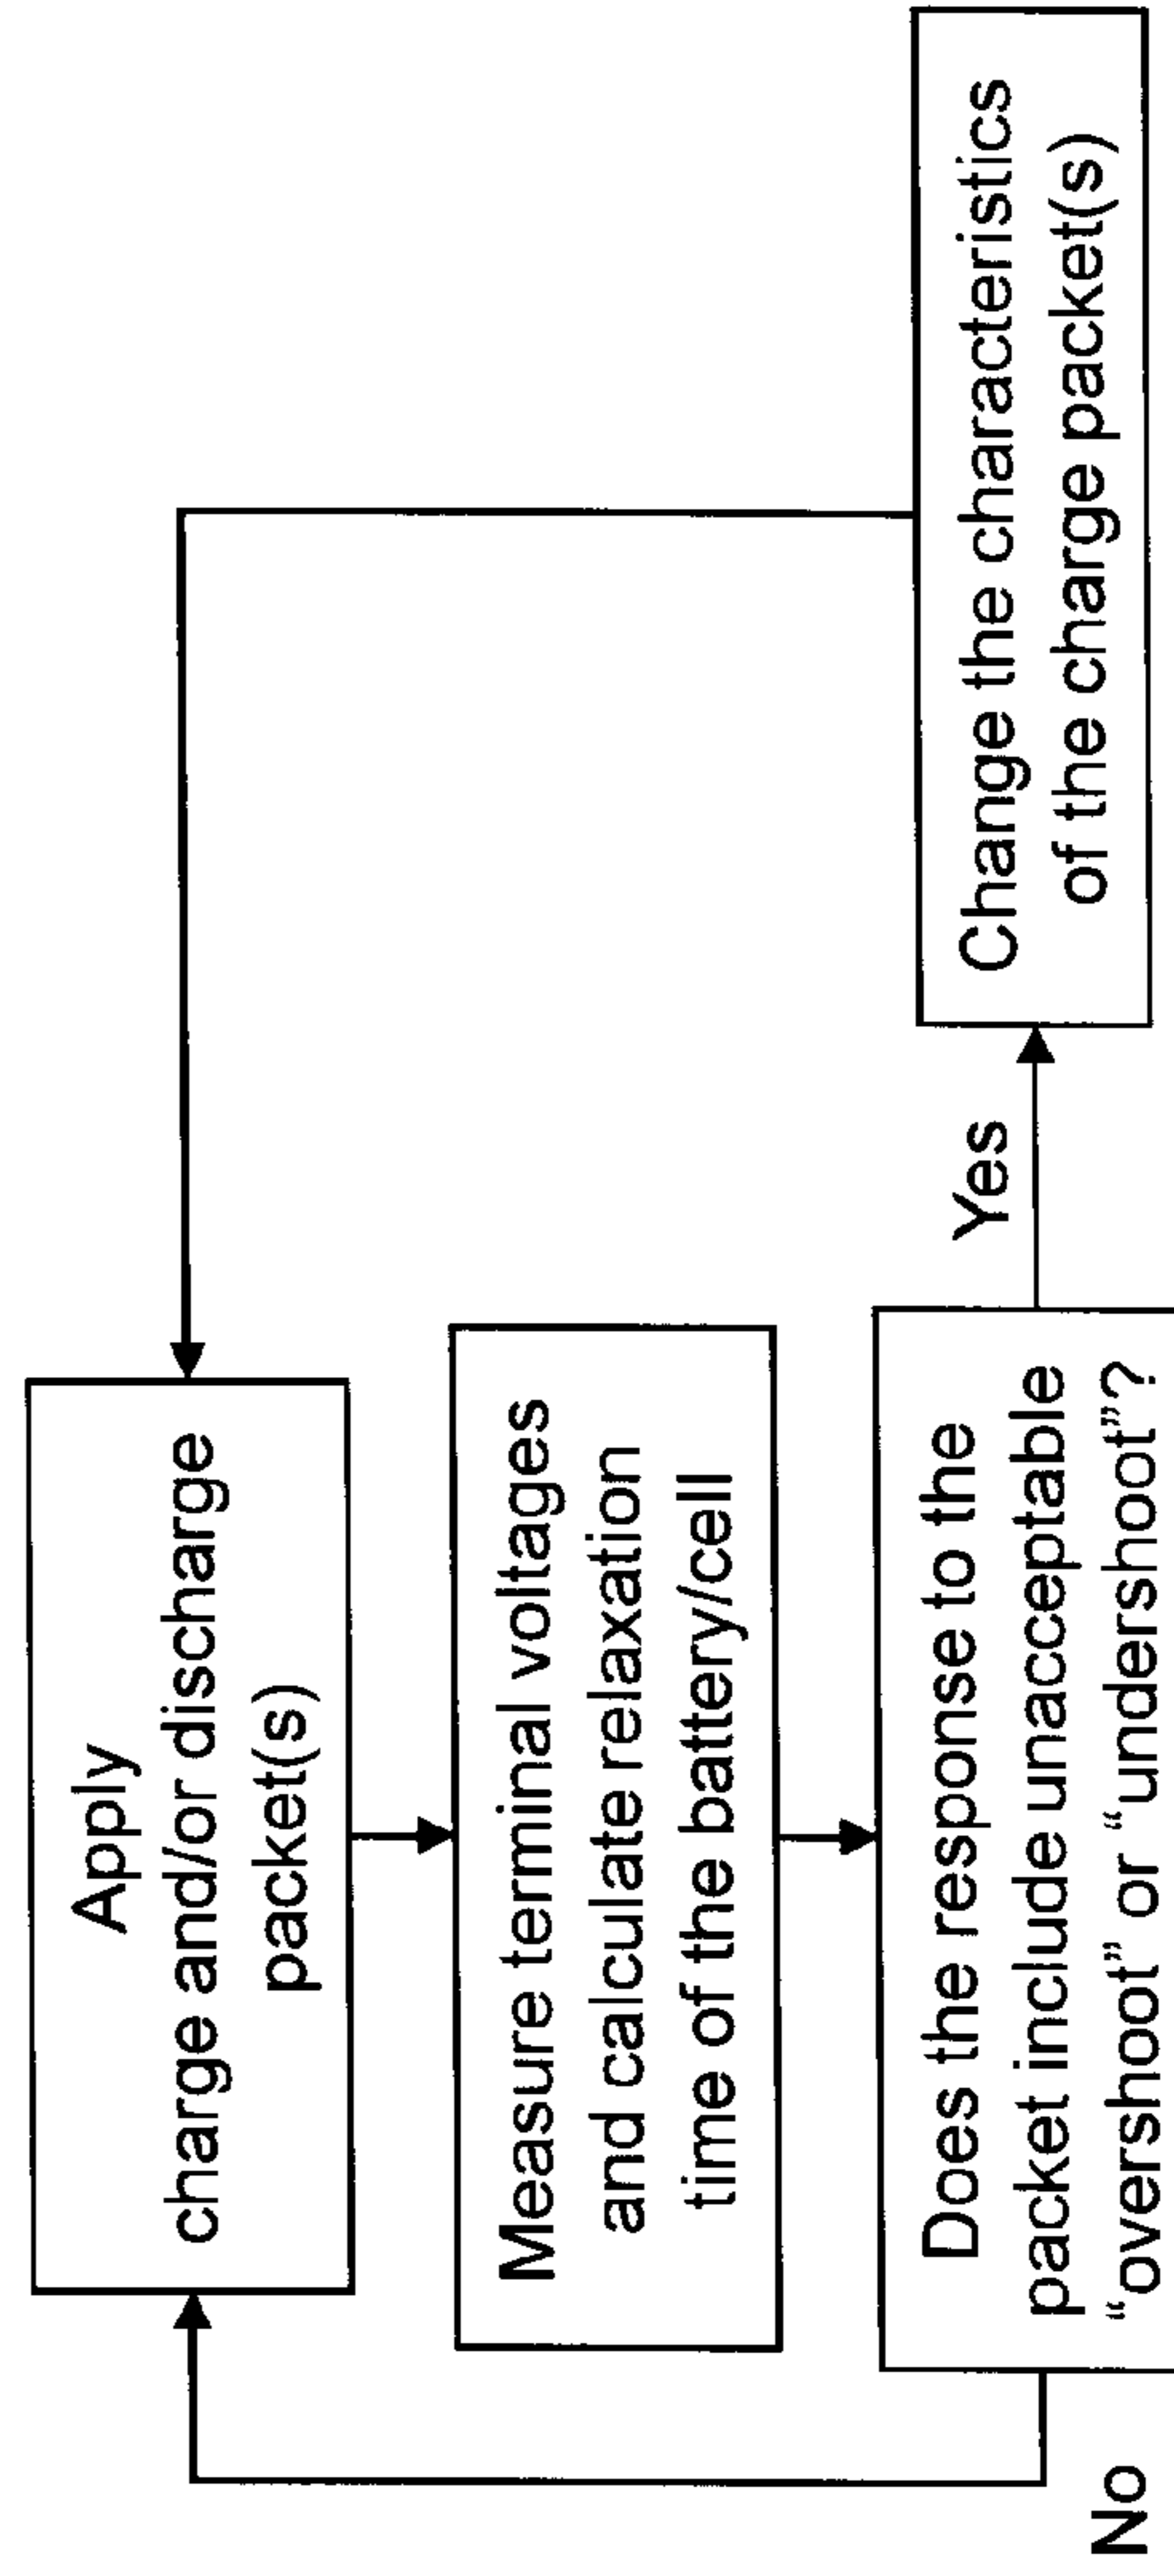 Apply
charge and/or discharge
packet(s)
Measure terminal voltages
and calculate relaxation
time of the battery/cell
Does the response to the
packet include unacceptable
“overshoot” or “undershoot”?
No
Yes
Change the characteristics
of the charge packet(s)